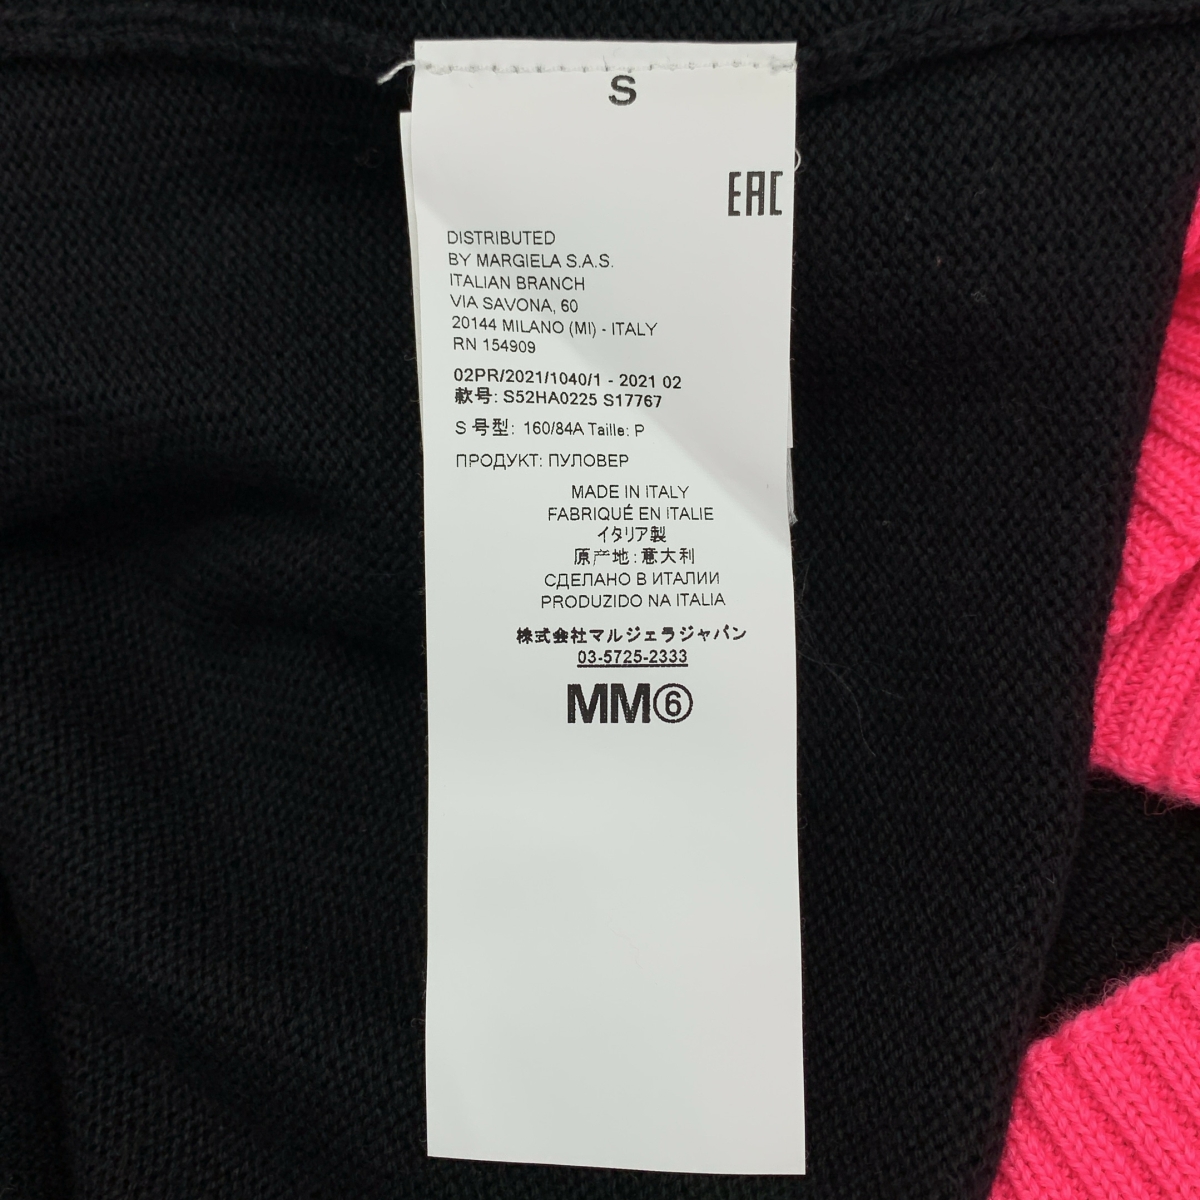 S
EAC
DISTRIBUTED
BY MARGIELA S.A.S.
ITALIAN BRANCH
VIA SAVONA, 60
20144 MILANO (MI) - ITALY
RN 154909
02PR/2021/1040/1 - 2021 02
款号: S52HA0225 S17767
S 号型: 160/84A Taille: P
ПРОДУКТ: ПУЛОВЕР
MADE IN ITALY
FABRIQUÉ EN ITALIE
イタリア製
原产地:意大利
СДЕЛАНО В ИТАЛИИ
PRODUZIDO NA ITALIA
株式会社マルジェラジャパン
03-5725-2333
MM⑥